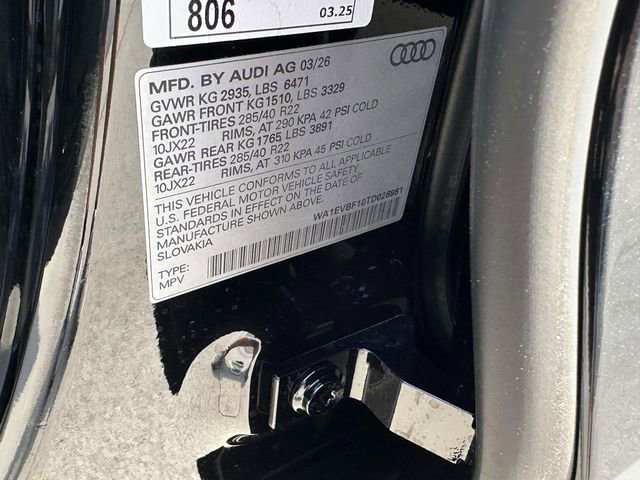 806
03.25
MFD. BY AUDI AG 03/26
GVWR KG 2935, LBS 6471
GAWR FRONT KG1510, LBS 3329
FRONT-TIRES 285/40 R22
10JX22 RIMS, AT 290 KPA 42 PSI COLD
GAWR REAR KG 1765 LBS 3891
REAR-TIRES 285/40 R22
10JX22 RIMS, AT 310 KPA 45 PSI COLD
THIS VEHICLE CONFORMS TO ALL APPLICABLE
U.S. FEDERAL MOTOR VEHICLE SAFETY
STANDARDS IN EFFECT ON THE DATE OF
MANUFACTURE SHOWN ABOVE.
SLOVAKIA
WA1EVBF10TD026981
TYPE:
MPV